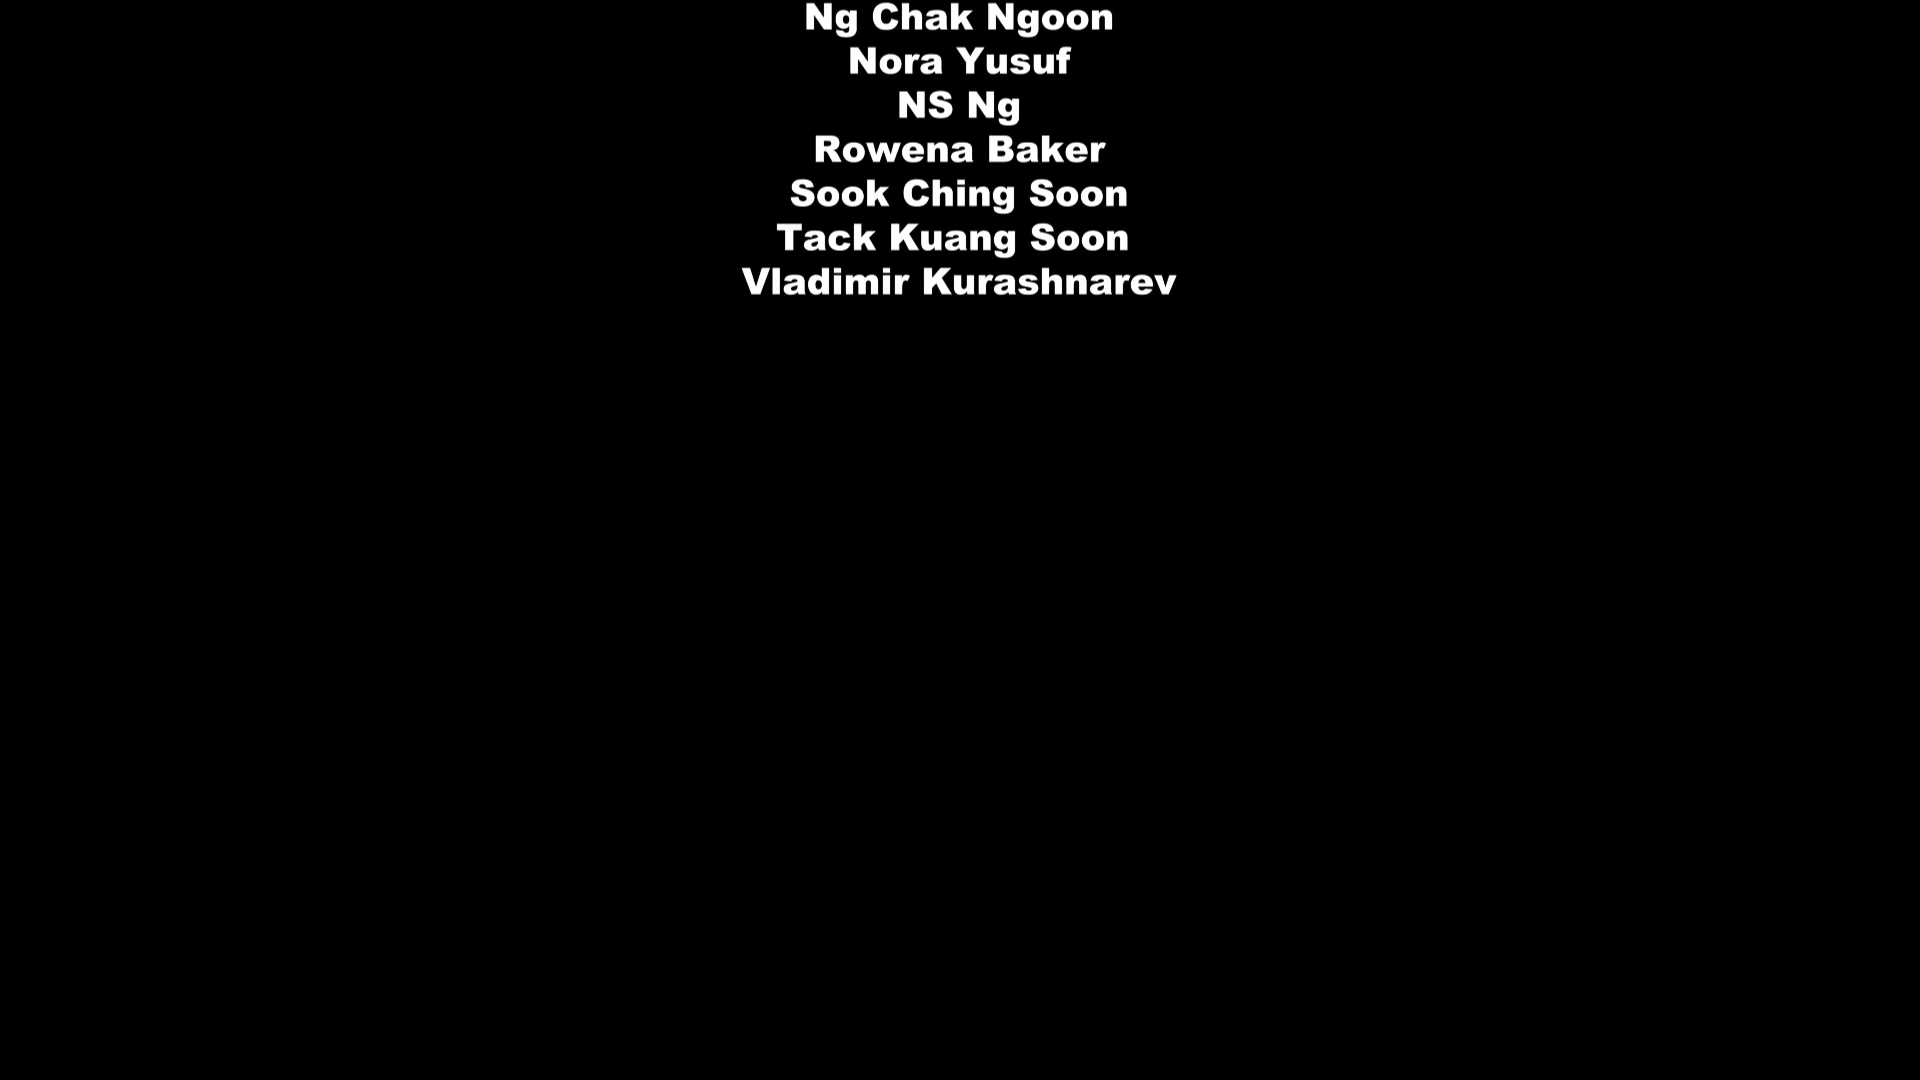 Ng Chak Ngoon
Nora Yusuf
NS Ng
Rowena Baker
Sook Ching Soon
Tack Kuang Soon
Vladimir Kurashnarev